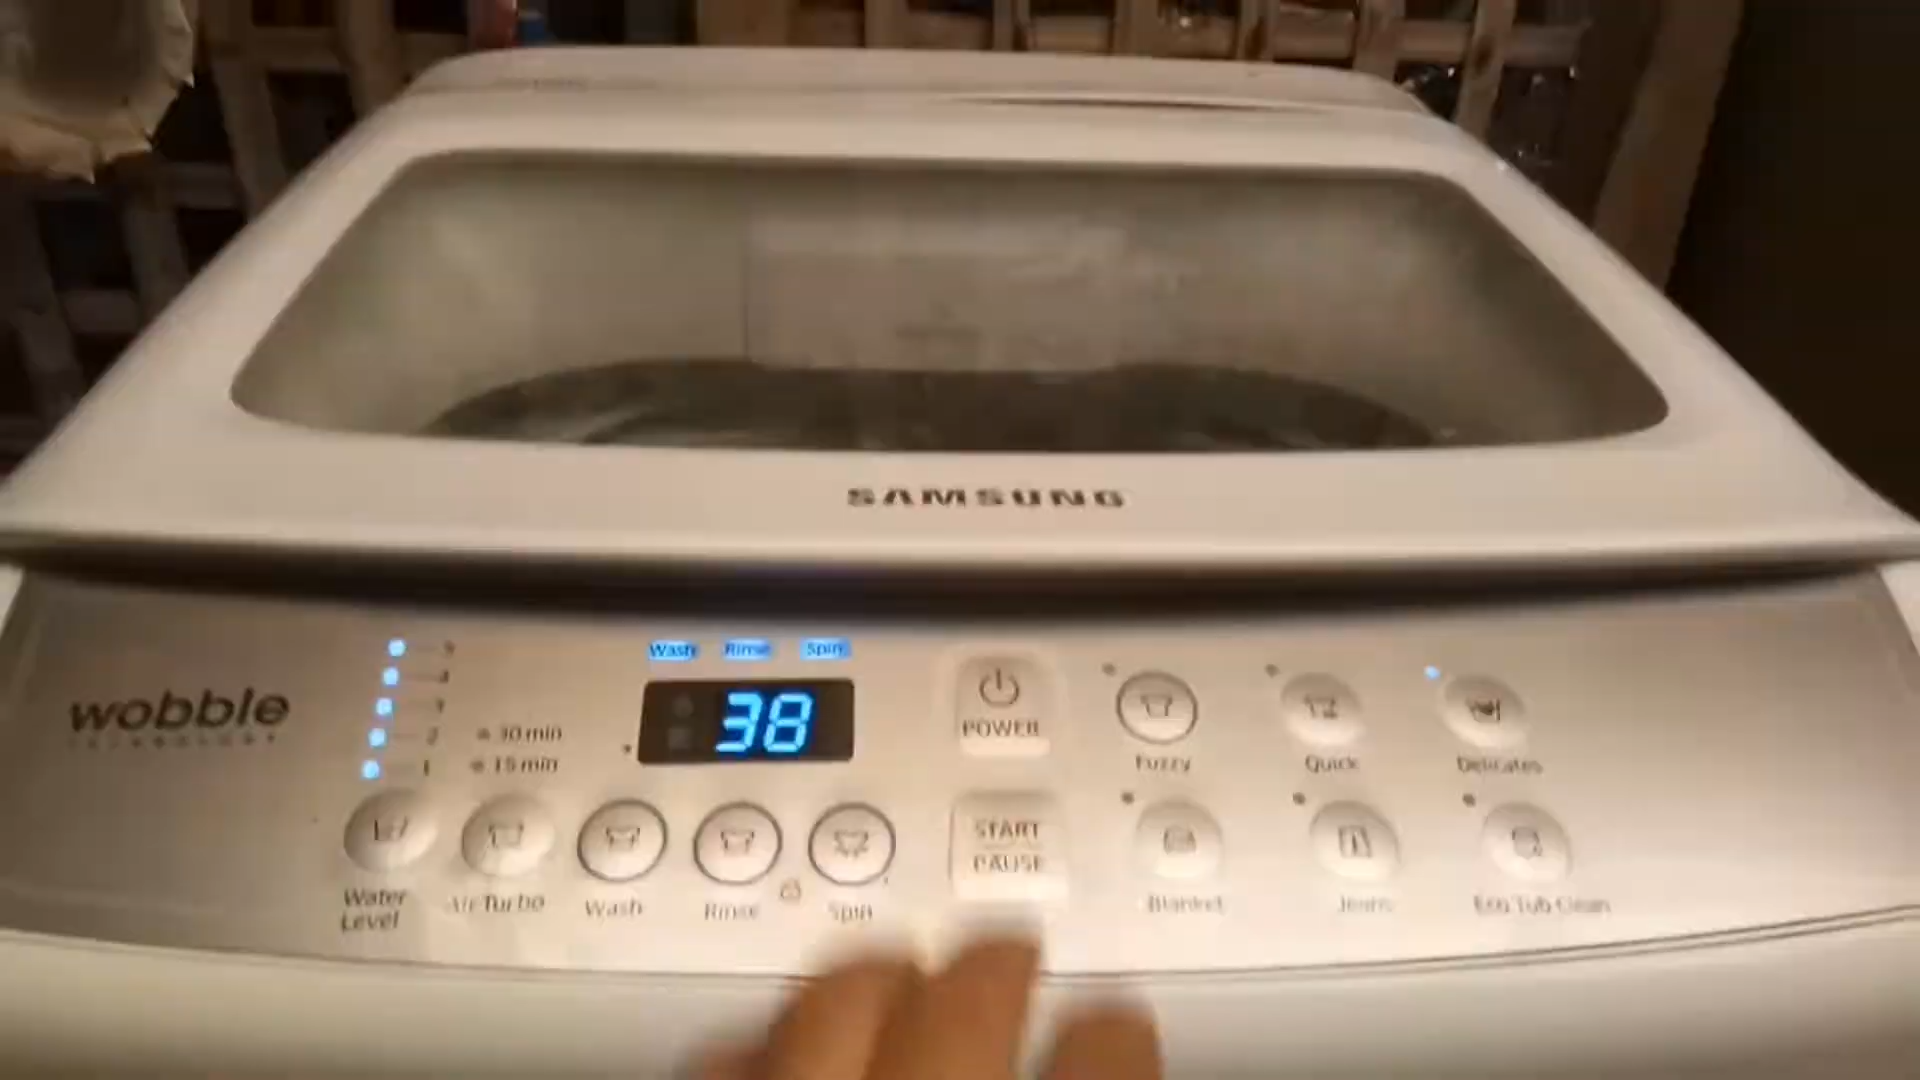 SAMSUNG
wobble
TECHNOLOGY
5
4
3
2
1
30 min
15 min
Wash Rinse Spin
38
POWER
START
PAUSE
Water
Level
Air Turbo
Wash
Rinse
Spin
Fuzzy
Quick
Delicates
Blanket
Jeans
Eco Tub Clean